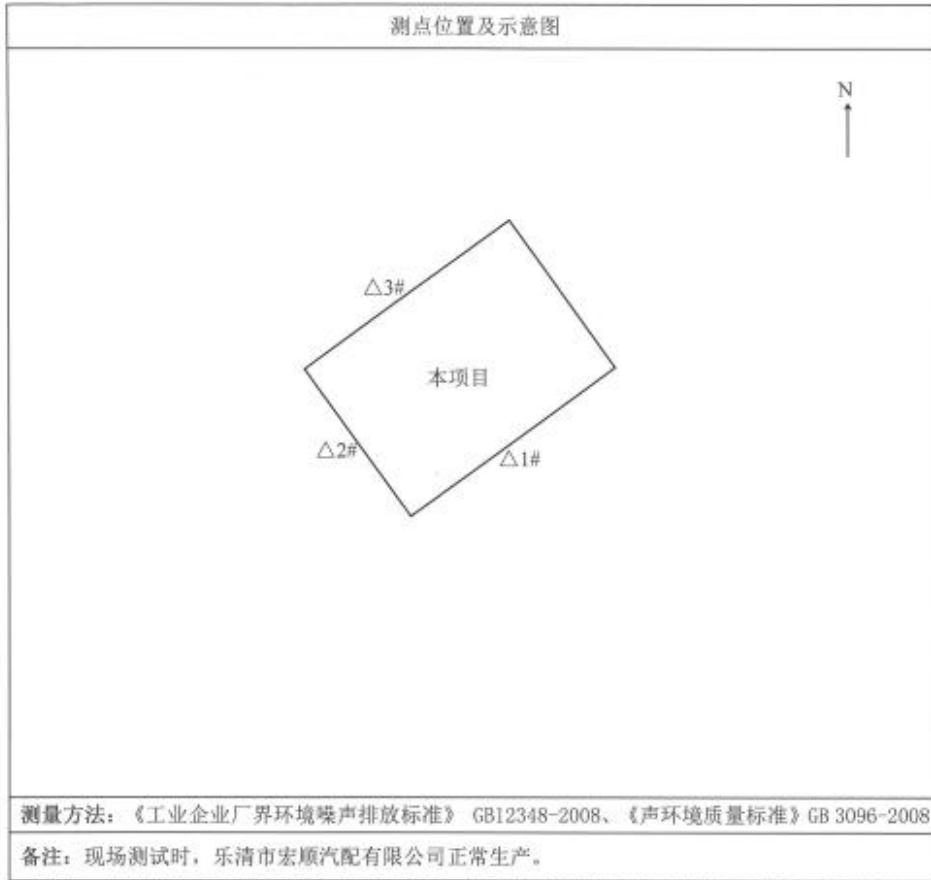 测点位置及示意图
N
△3#
本项目
△2#
△1#
测量方法：《工业企业厂界环境噪声排放标准》 GB12348-2008、《声环境质量标准》GB 3096-2008
备注：现场测试时，乐清市宏顺汽配有限公司正常生产。